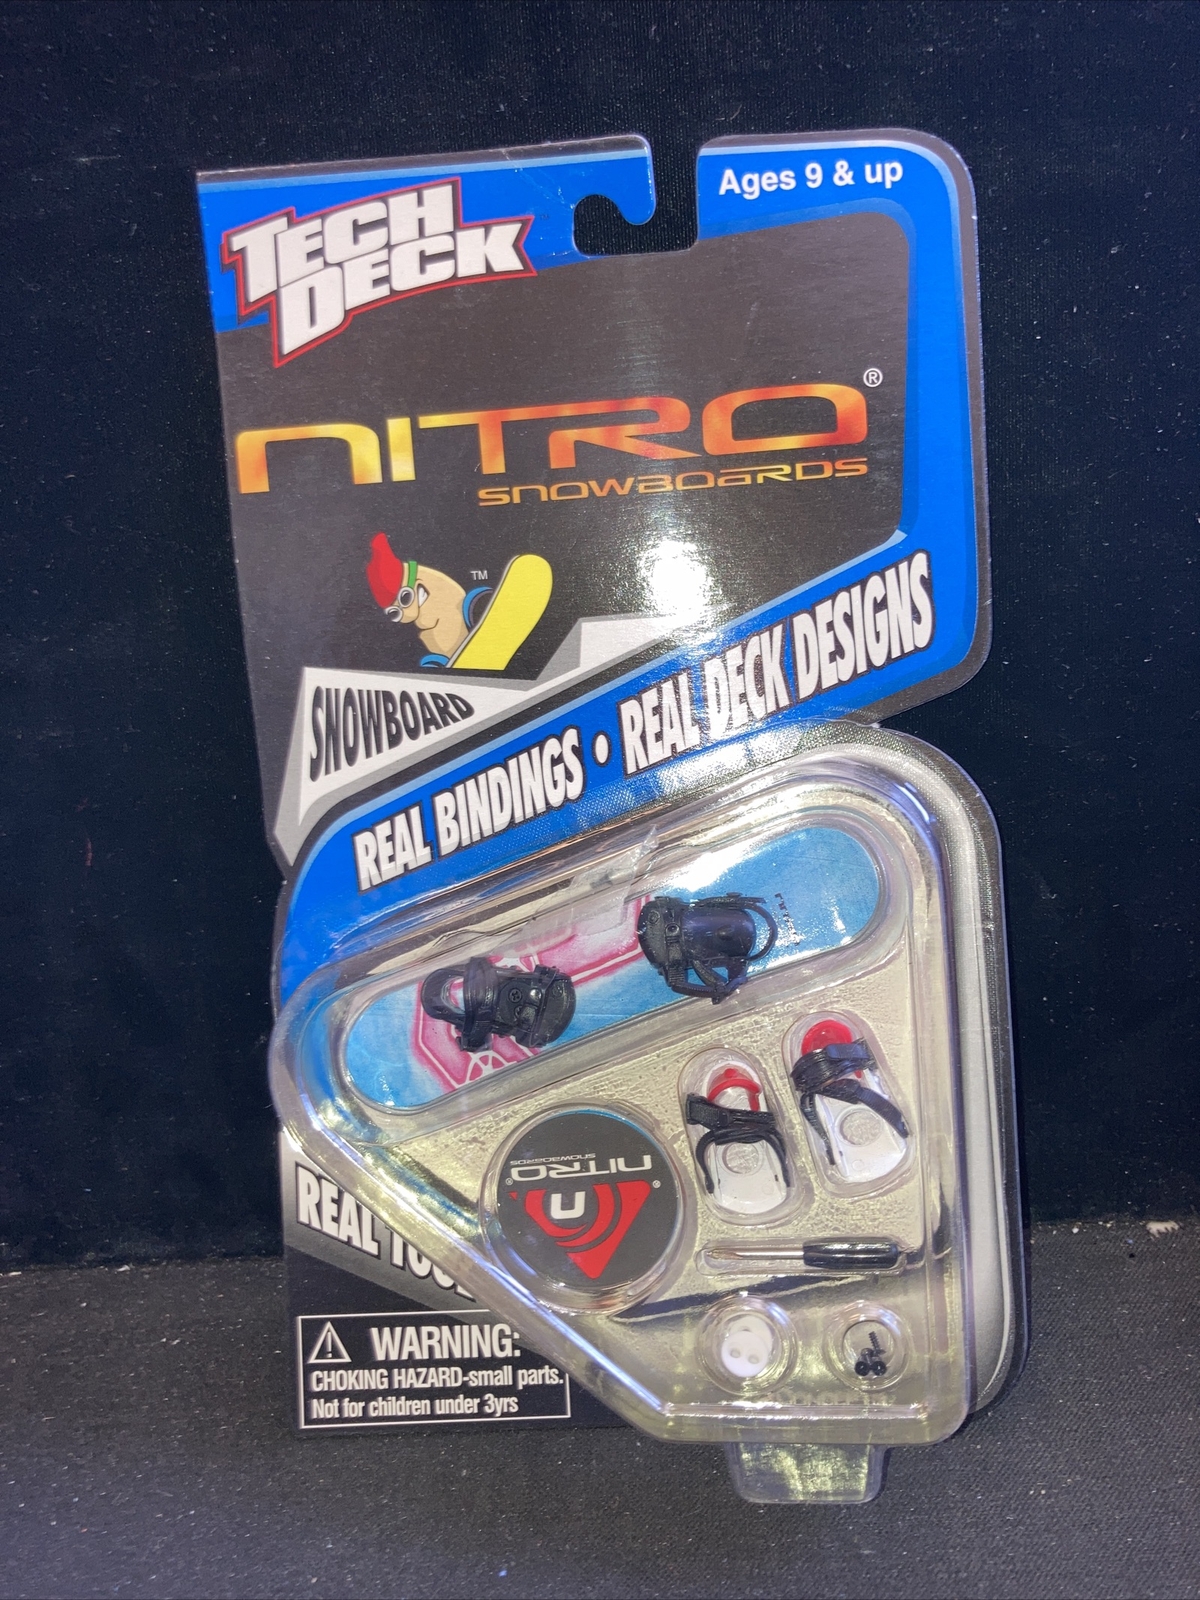 Ages 9 & up
TECH
DECK
NITRO®
SNOWBOARDS
TM
SNOWBOARD
REAL BINDINGS • REAL DECK DESIGNS
NITRO®
SNOWBOARDS
n
®
REAL
WARNING:
CHOKING HAZARD-small parts.
Not for children under 3yrs